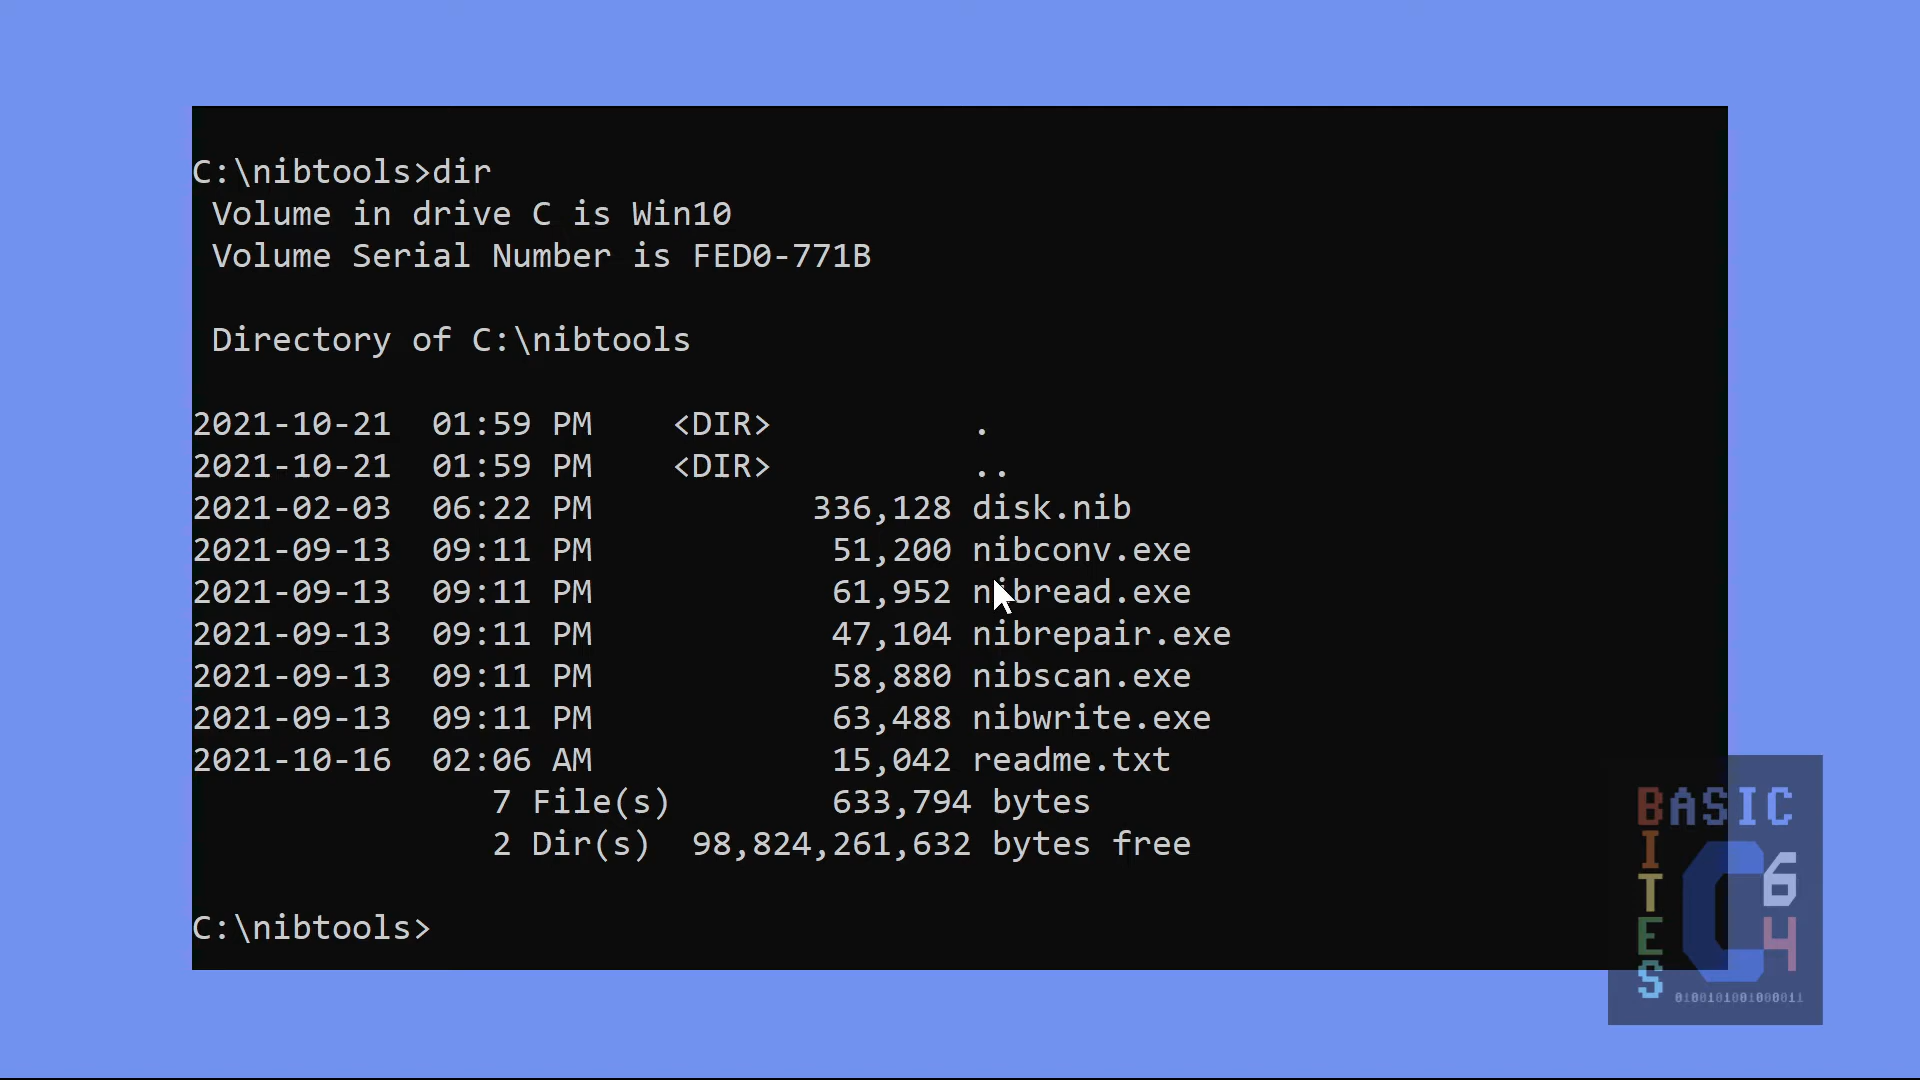 C:\nibtools>dir
Volume in drive C is Win10
Volume Serial Number is FED0-771B
Directory of C:\nibtools
2021-10-21  01:59 PM    <DIR>          .
2021-10-21  01:59 PM    <DIR>          ..
2021-02-03  06:22 PM           336,128 disk.nib
2021-09-13  09:11 PM            51,200 nibconv.exe
2021-09-13  09:11 PM            61,952 nibread.exe
2021-09-13  09:11 PM            47,104 nibrepair.exe
2021-09-13  09:11 PM            58,880 nibscan.exe
2021-09-13  09:11 PM            63,488 nibwrite.exe
2021-10-16  02:06 AM            15,042 readme.txt
7 File(s)        633,794 bytes
2 Dir(s)  98,824,261,632 bytes free
C:\nibtools>
BASIC
BITES
C64
0100101001000011